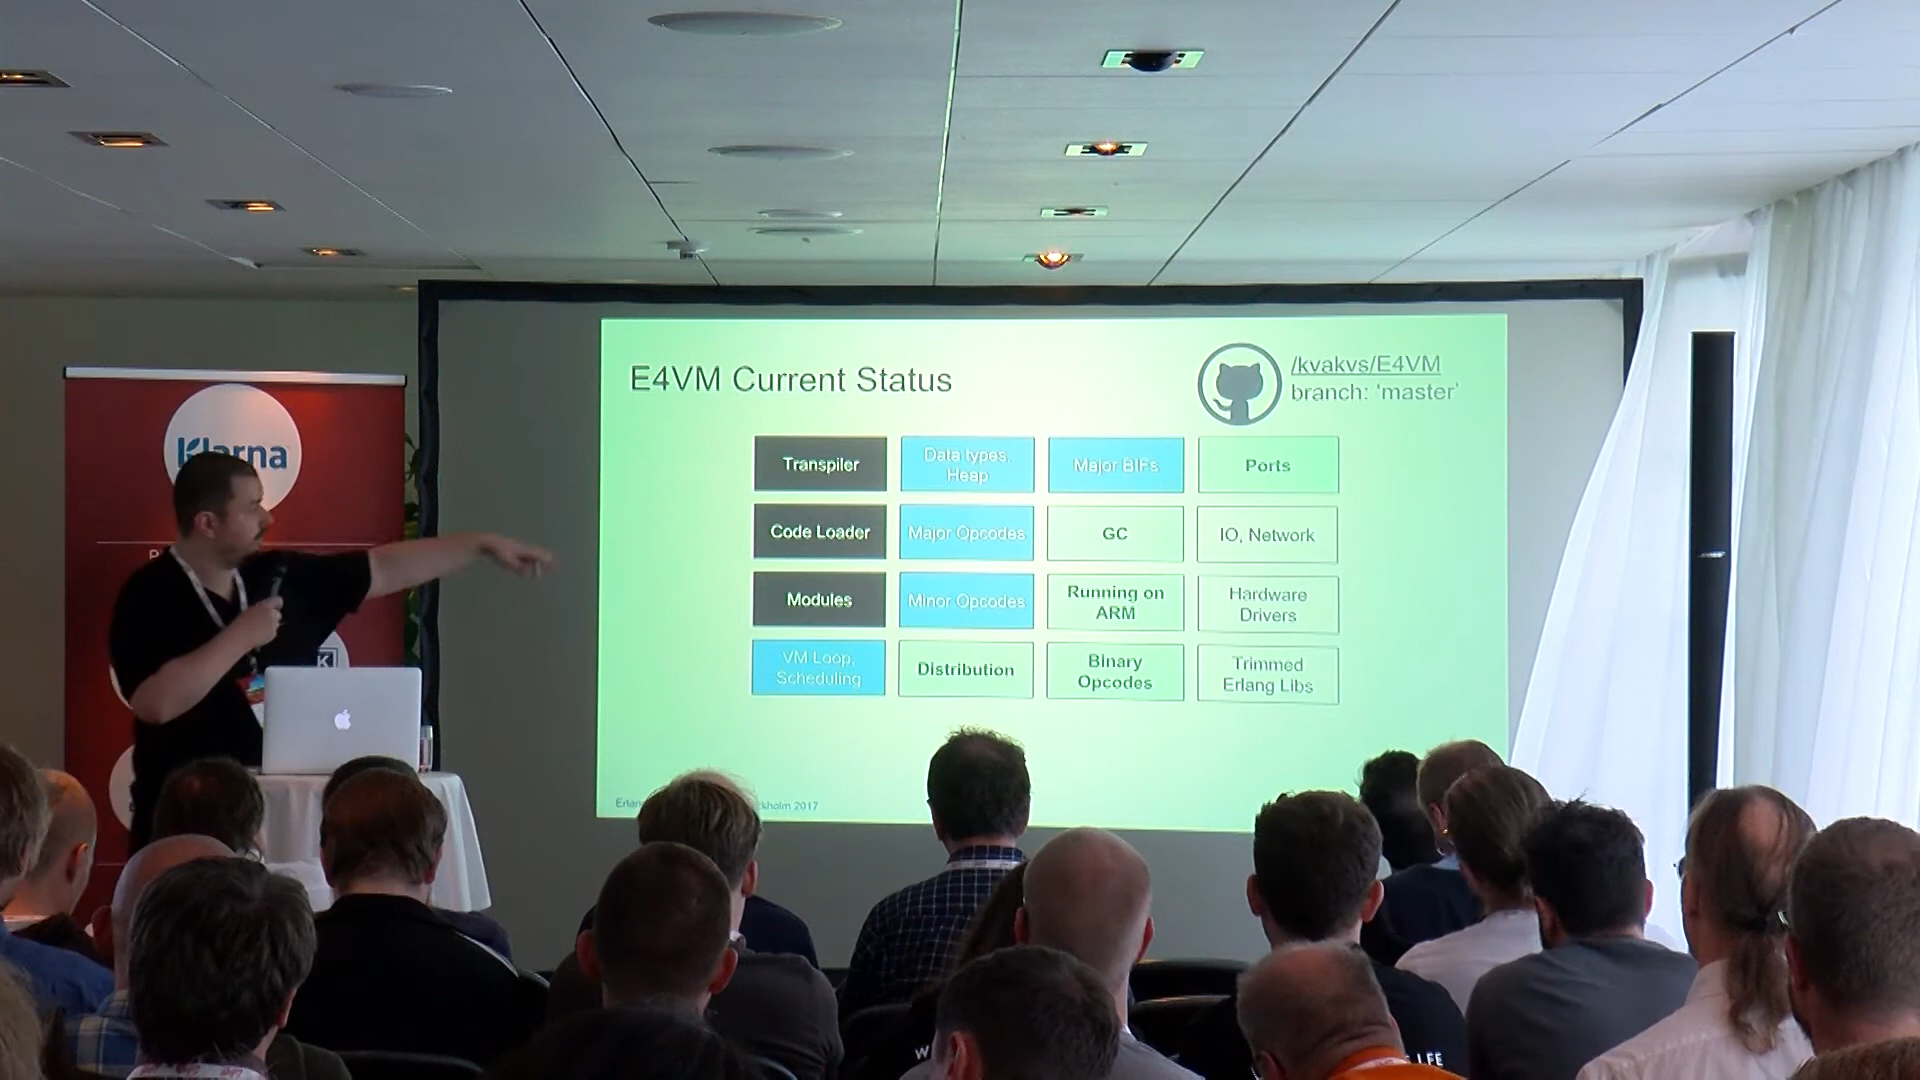 Klarna
K
E4VM Current Status
/kvakvs/E4VM
branch: 'master'
Transpiler
Data types,
Heap
Major BIFs
Ports
Code Loader
Major Opcodes
GC
IO, Network
Modules
Minor Opcodes
Running on
ARM
Hardware
Drivers
VM Loop,
Scheduling
Distribution
Binary
Opcodes
Trimmed
Erlang Libs
2017